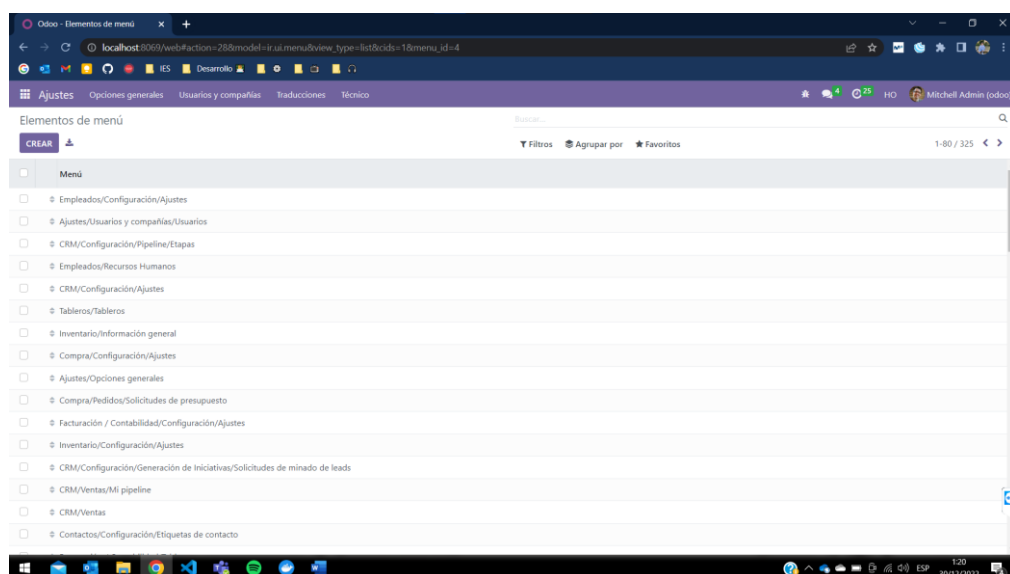 Odoo - Elementos de menú
localhost:8069/web#action=28&model=ir.ui.menu&view_type=list&cids=1&menu_id=4
IES Desarrollo
Ajustes Opciones generales Usuarios y compañías Traducciones Técnico 4 25 HO Mitchell Admin (odoo
Elementos de menú Buscar...
CREAR Filtros Agrupar por Favoritos 1-80 / 325
Menú
Empleados/Configuración/Ajustes
Ajustes/Usuarios y compañías/Usuarios
CRM/Configuración/Pipeline/Etapas
Empleados/Recursos Humanos
CRM/Configuración/Ajustes
Tableros/Tableros
Inventario/Información general
Compra/Configuración/Ajustes
Ajustes/Opciones generales
Compra/Pedidos/Solicitudes de presupuesto
Facturación / Contabilidad/Configuración/Ajustes
Inventario/Configuración/Ajustes
CRM/Configuración/Generación de Iniciativas/Solicitudes de minado de leads
CRM/Ventas/Mi pipeline
CRM/Ventas
Contactos/Configuración/Etiquetas de contacto
ESP 1:20